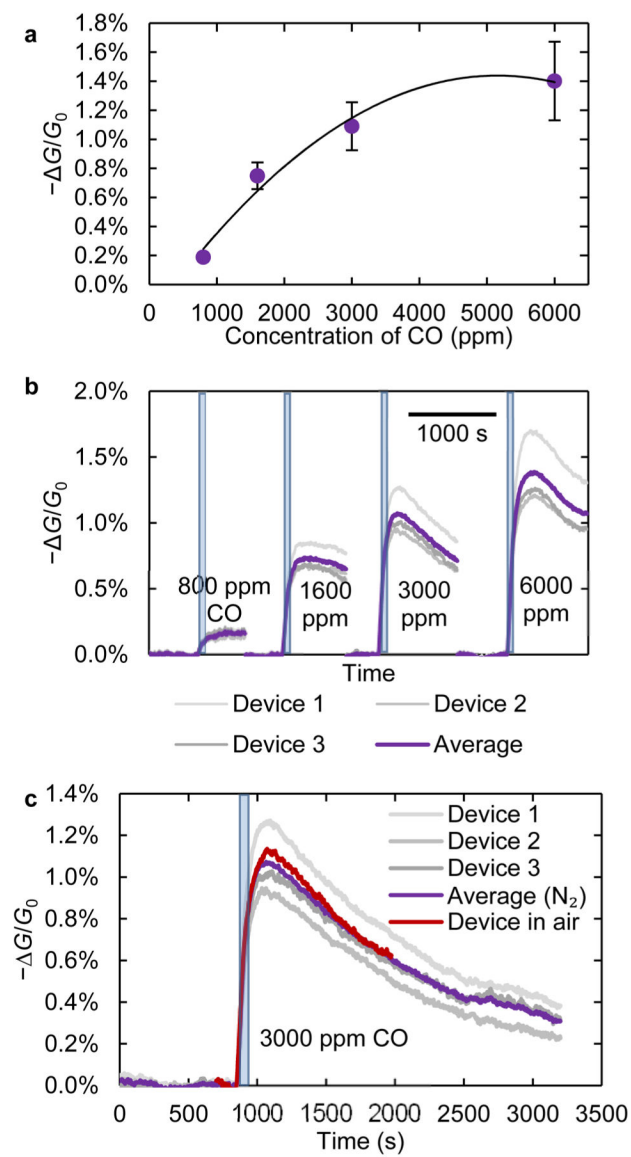 a
1.8%
1.6%
1.4%
1.2%
1.0%
0.8%
0.6%
0.4%
0.2%
0.0%
−ΔG/G0
0 1000 2000 3000 4000 5000 6000
Concentration of CO (ppm)
b
2.0%
1.5%
1.0%
0.5%
0.0%
−ΔG/G0
1000 s
800 ppm
CO
1600
ppm
3000
ppm
6000
ppm
Time
Device 1 Device 2
Device 3 Average
c
1.4%
1.2%
1.0%
0.8%
0.6%
0.4%
0.2%
0.0%
−ΔG/G0
Device 1
Device 2
Device 3
Average (N2)
Device in air
3000 ppm CO
0 500 1000 1500 2000 2500 3000 3500
Time (s)